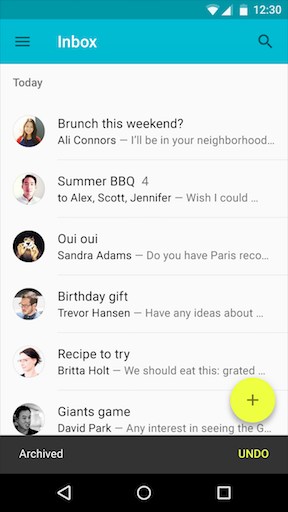 12:30
Inbox
Today
Brunch this weekend?
Ali Connors — I'll be in your neighborhood…
Summer BBQ 4
to Alex, Scott, Jennifer — Wish I could …
Oui oui
Sandra Adams — Do you have Paris reco…
Birthday gift
Trevor Hansen — Have any ideas about …
Recipe to try
Britta Holt — We should eat this: grated …
Giants game
David Park — Any interest in seeing the G…
Archived UNDO